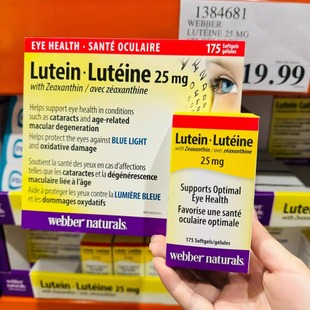 1384681
WEBBER
LUTEIN
25 MG
19.99
EYE HEALTH • SANTÉ OCULAIRE
175 Softgels
gélules
Lutein • Lutéine 25 mg
with Zeaxanthin / avec zéaxanthine
Helps support eye health in conditions
such as cataracts and age-related
macular degeneration
Helps protect the eyes against BLUE LIGHT
and oxidative damage
Soutient la santé des yeux en cas d'affections
telles que les cataractes et la dégénérescence
maculaire liée à l'âge
Aide à protéger les yeux contre la LUMIÈRE BLEUE
et les dommages oxydatifs
webber naturals
Lutein • Lutéine
with Zeaxanthin / avec zéaxanthine
25 mg
Supports Optimal
Eye Health
Favorise une santé
oculaire optimale
175 Softgels/gélules
webber naturals
Lutein • Lutéine 25 mg